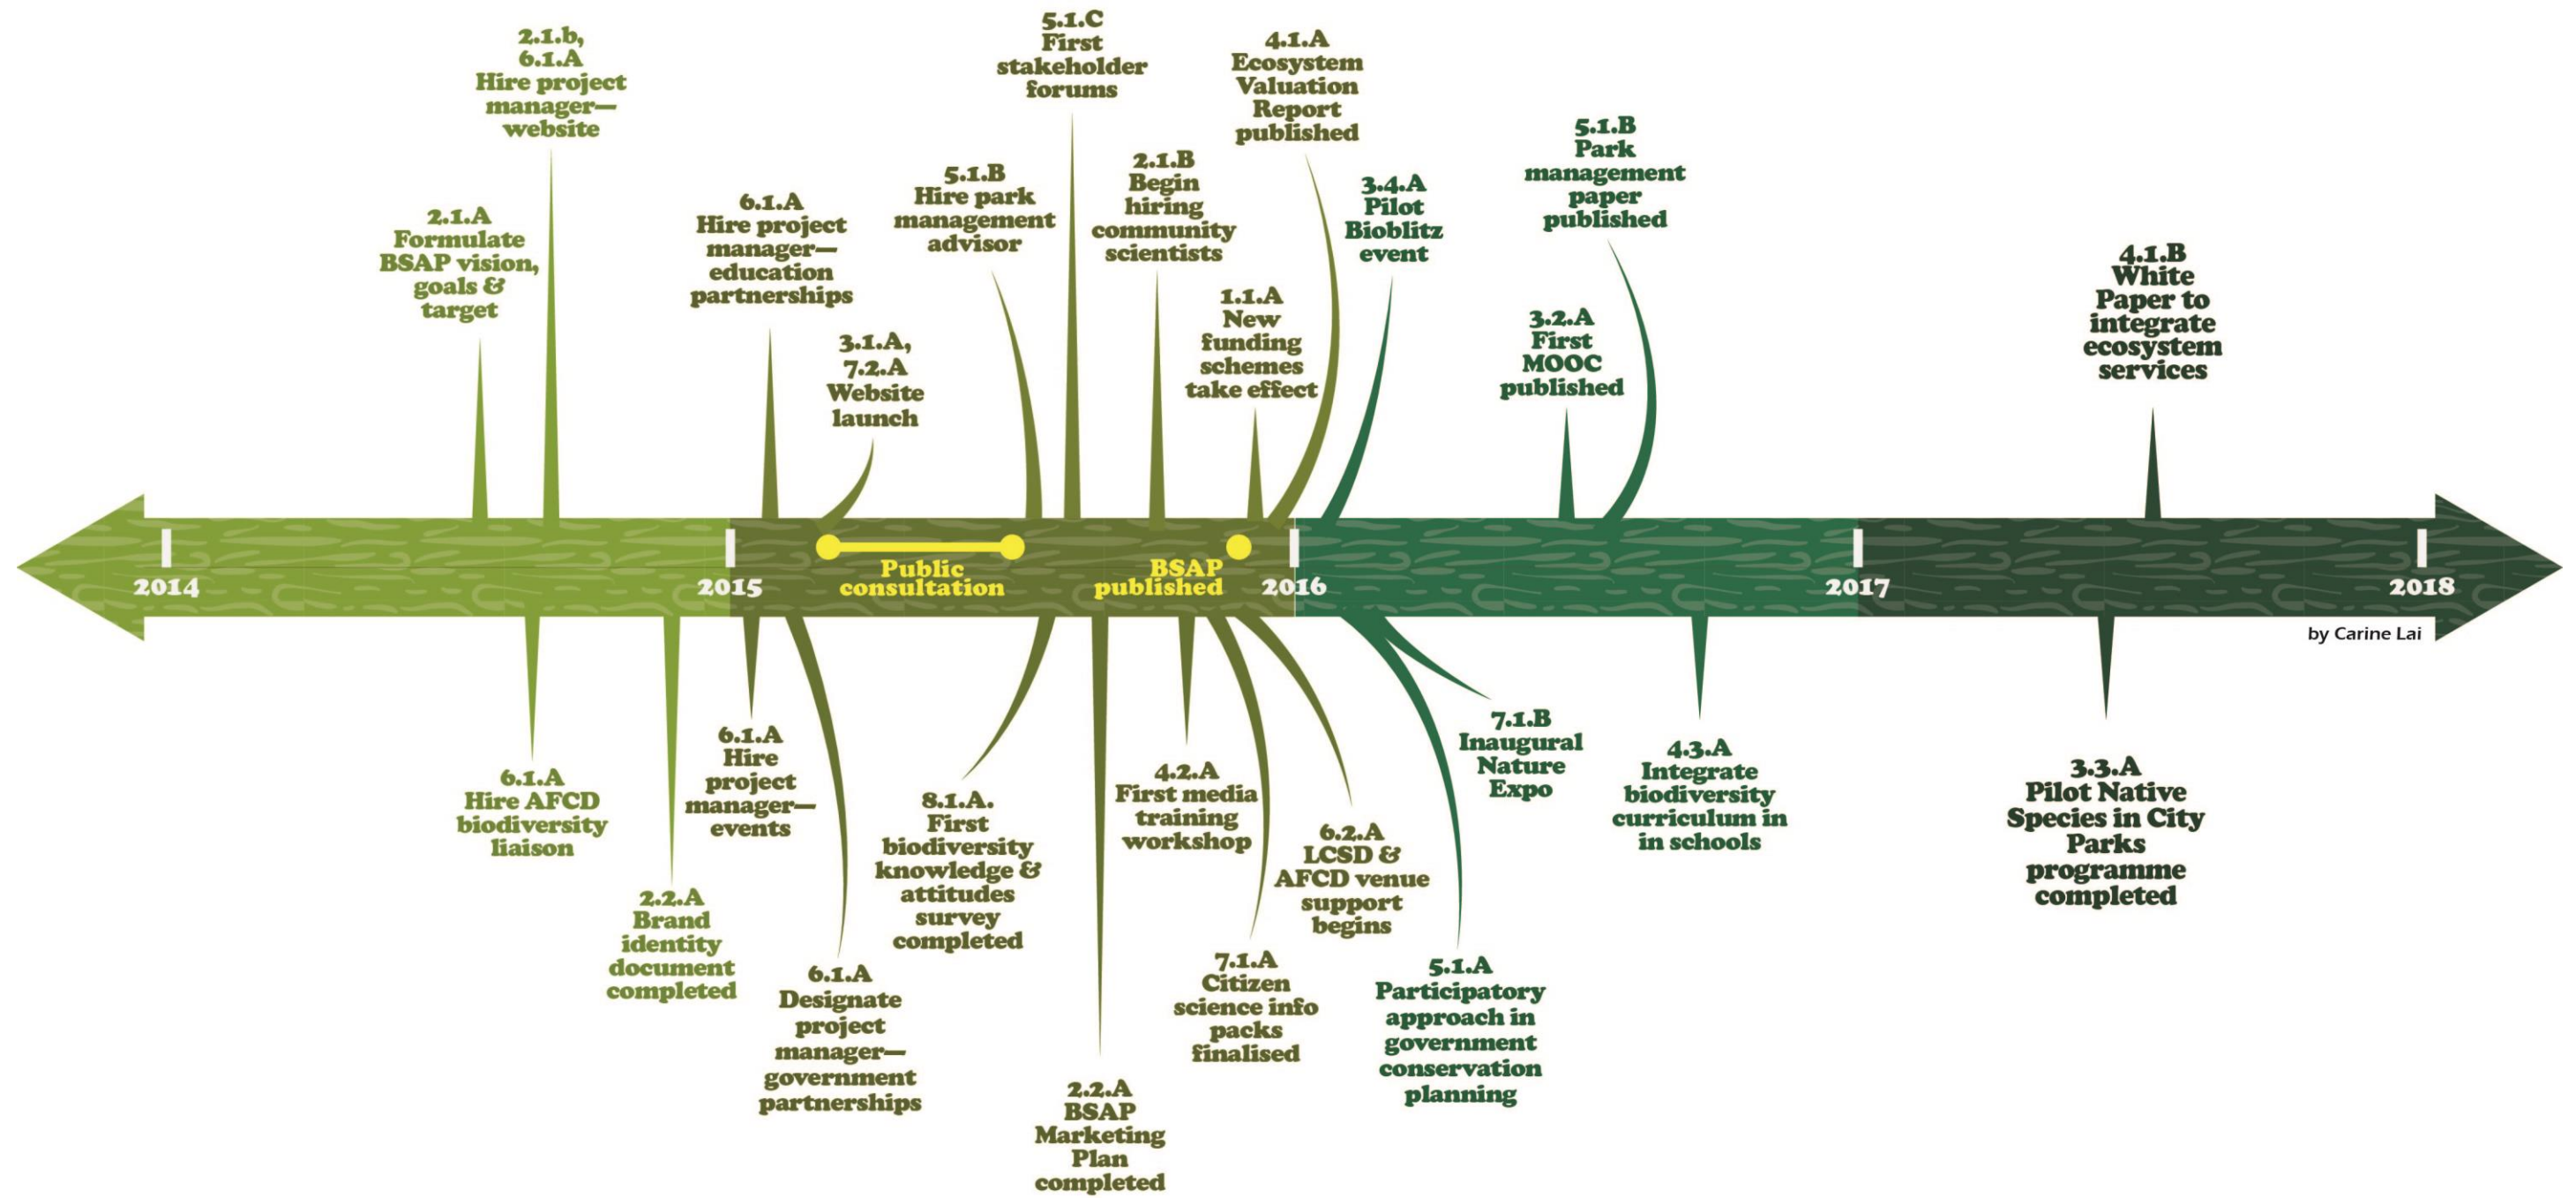 2.1.b,
6.1.A
Hire project
manager—
website
2.1.A
Formulate
BSAP vision,
goals &
target
6.1.A
Hire project
manager—
education
partnerships
3.1.A,
7.2.A
Website
launch
5.1.B
Hire park
management
advisor
5.1.C
First
stakeholder
forums
2.1.B
Begin
hiring
community
scientists
4.1.A
Ecosystem
Valuation
Report
published
1.1.A
New
funding
schemes
take effect
3.4.A
Pilot
Bioblitz
event
5.1.B
Park
management
paper
published
3.2.A
First
MOOC
published
4.1.B
White
Paper to
integrate
ecosystem
services
2014
2015
Public
consultation
BSAP
published
2016
2017
2018
by Carine Lai
6.1.A
Hire AFCD
biodiversity
liaison
2.2.A
Brand
identity
document
completed
6.1.A
Hire
project
manager—
events
6.1.A
Designate
project
manager—
government
partnerships
8.1.A.
First
biodiversity
knowledge &
attitudes
survey
completed
2.2.A
BSAP
Marketing
Plan
completed
4.2.A
First media
training
workshop
7.1.A
Citizen
science info
packs
finalised
6.2.A
LCSD &
AFCD venue
support
begins
5.1.A
Participatory
approach in
government
conservation
planning
7.1.B
Inaugural
Nature
Expo
4.3.A
Integrate
biodiversity
curriculum in
in schools
3.3.A
Pilot Native
Species in City
Parks
programme
completed